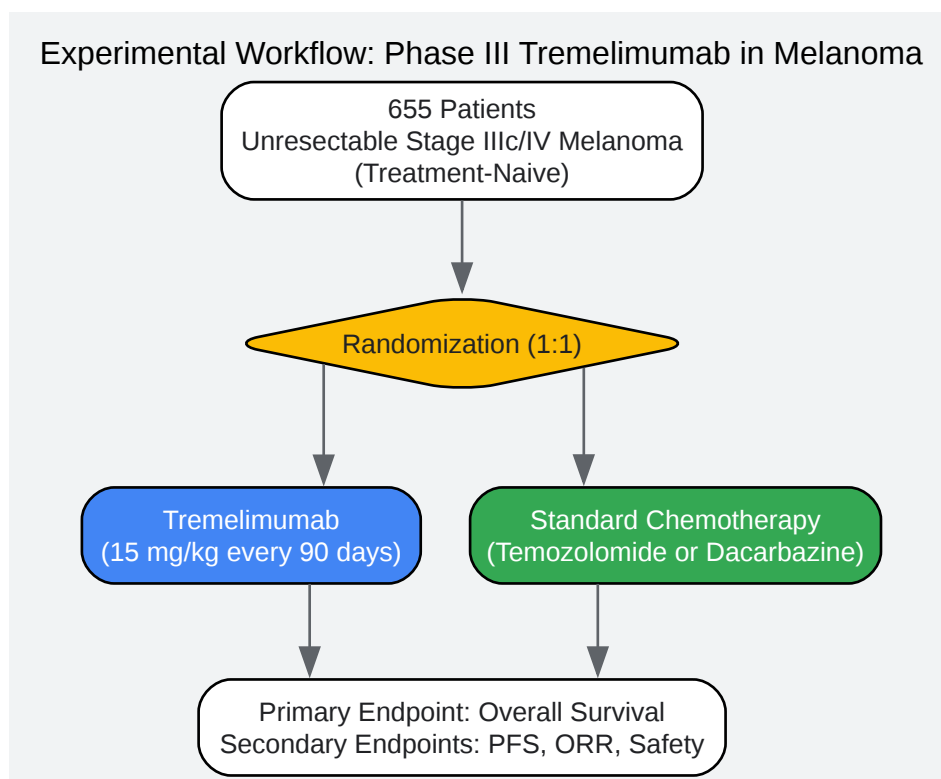 Experimental Workflow: Phase III Tremelimumab in Melanoma
655 Patients
Unresectable Stage IIIc/IV Melanoma
(Treatment-Naive)
Randomization (1:1)
Tremelimumab
(15 mg/kg every 90 days)
Standard Chemotherapy
(Temozolomide or Dacarbazine)
Primary Endpoint: Overall Survival
Secondary Endpoints: PFS, ORR, Safety